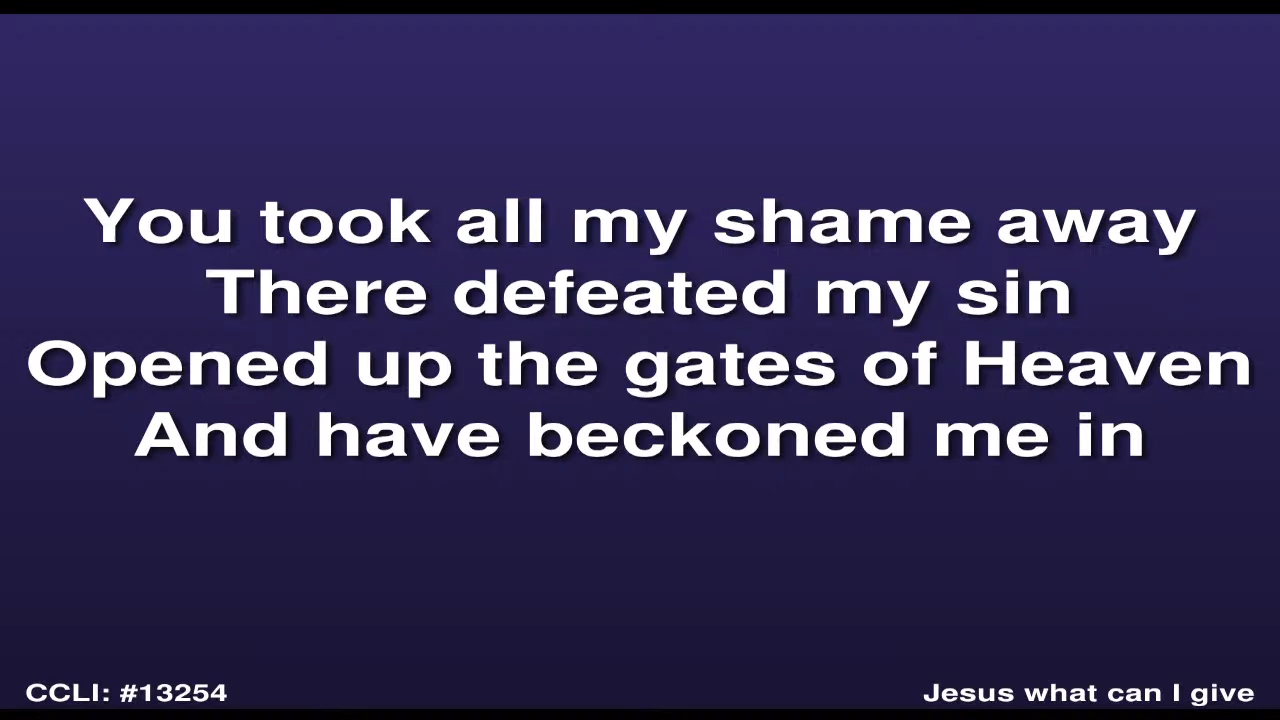 You took all my shame away
There defeated my sin
Opened up the gates of Heaven
And have beckoned me in
CCLI: #13254
Jesus what can I give